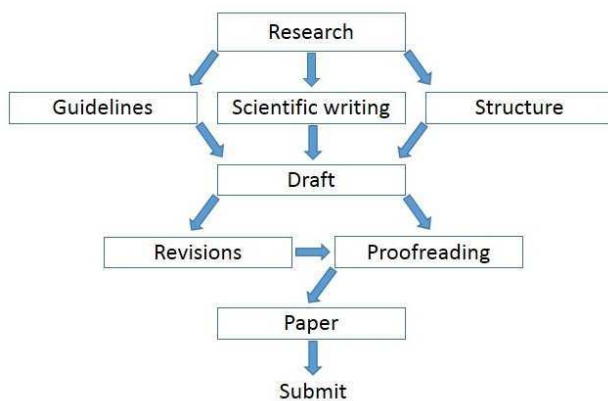 Research
Guidelines
Scientific writing
Structure
Draft
Revisions
Proofreading
Paper
Submit